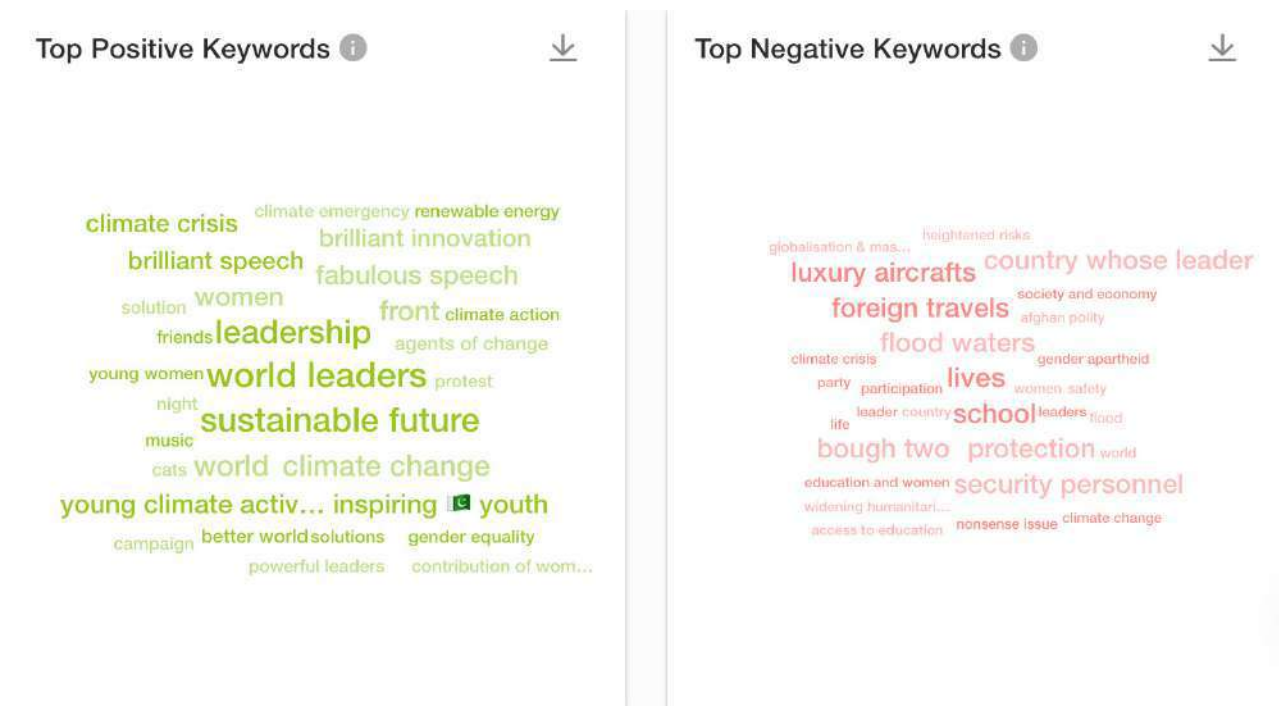 Top Positive Keywords
climate emergency renewable energy
climate crisis
brilliant innovation
brilliant speech
fabulous speech
women
solution
front climate action
friends leadership
agents of change
young women world leaders protest
night
sustainable future
music
cats world climate change
young climate activ... inspiring 🇵🇰 youth
better world solutions gender equality
campaign
powerful leaders contribution of wom...
Top Negative Keywords
heightened risks
globalisation & mas...
country whose leader
luxury aircrafts
society and economy
foreign travels
afghan polity
flood waters
climate crisis
gender apartheid
party participation lives women safety
leader country school leaders flood
life
bough two protection world
education and women security personnel
widening humanitari...
nonsense issue climate change
access to education